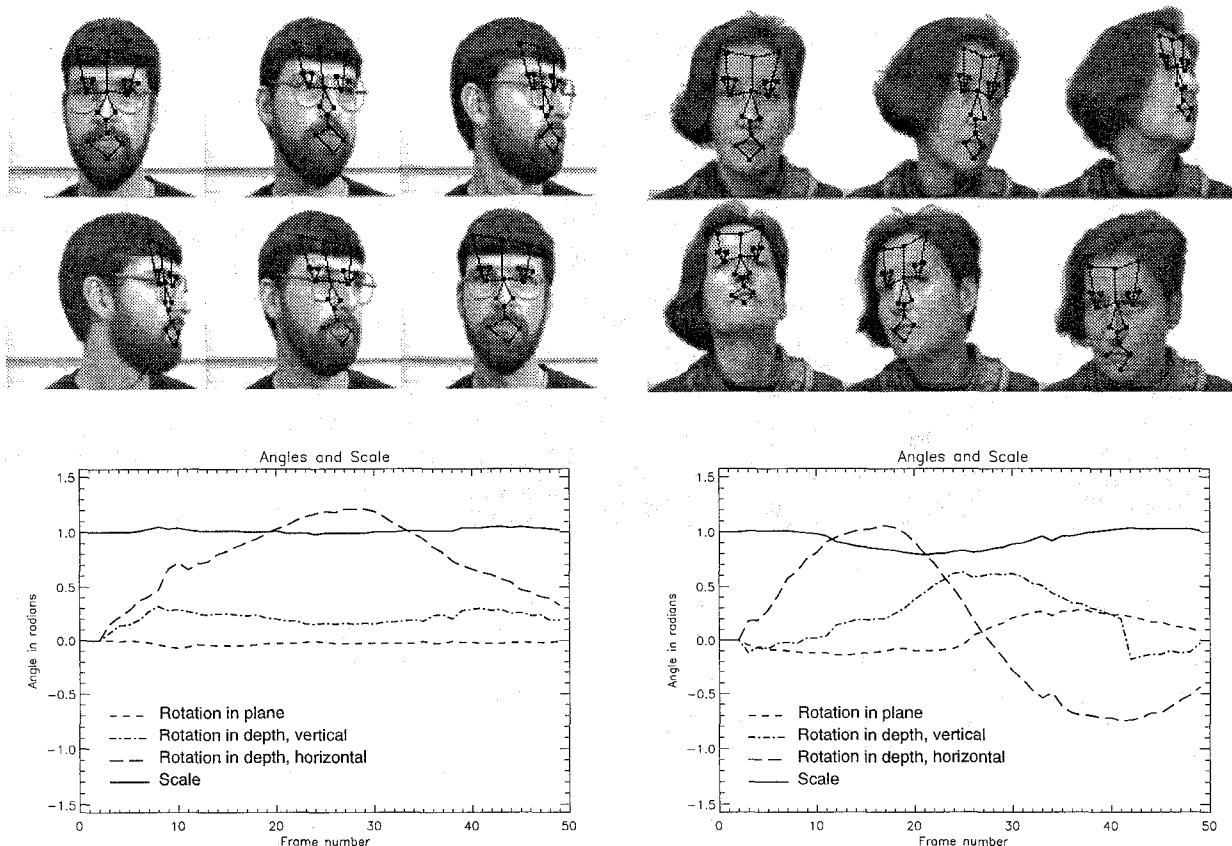 Angles and Scale
1.5
1.0
0.5
0.0
−0.5
−1.0
−1.5
Angle in radians
Rotation in plane
Rotation in depth, vertical
Rotation in depth, horizontal
Scale
0
10
20
30
40
50
Frame number
Angles and Scale
1.5
1.0
0.5
0.0
−0.5
−1.0
−1.5
Angle in radians
Rotation in plane
Rotation in depth, vertical
Rotation in depth, horizontal
Scale
0
10
20
30
40
50
Frame number